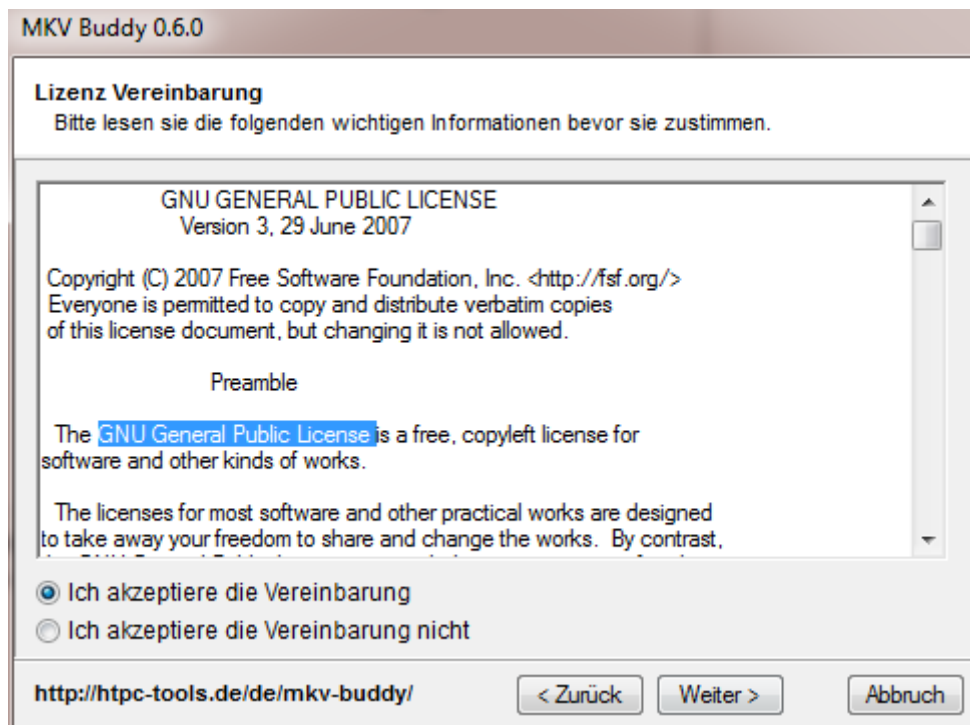 MKV Buddy 0.6.0
Lizenz Vereinbarung
Bitte lesen sie die folgenden wichtigen Informationen bevor sie zustimmen.
GNU GENERAL PUBLIC LICENSE
Version 3, 29 June 2007
Copyright (C) 2007 Free Software Foundation, Inc. <http://fsf.org/>
Everyone is permitted to copy and distribute verbatim copies
of this license document, but changing it is not allowed.
Preamble
The GNU General Public License is a free, copyleft license for
software and other kinds of works.
The licenses for most software and other practical works are designed
to take away your freedom to share and change the works.  By contrast,
Ich akzeptiere die Vereinbarung
Ich akzeptiere die Vereinbarung nicht
http://htpc-tools.de/de/mkv-buddy/
< Zurück
Weiter >
Abbruch